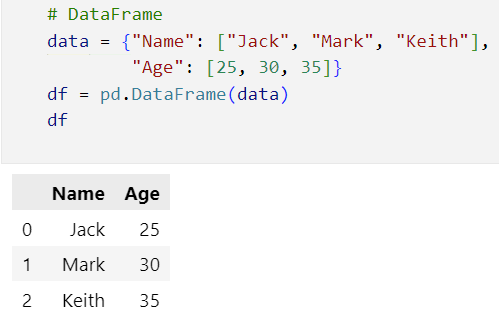 # DataFrame
data = {"Name": ["Jack", "Mark", "Keith"],
"Age": [25, 30, 35]}
df = pd.DataFrame(data)
df
Name Age
0 Jack 25
1 Mark 30
2 Keith 35